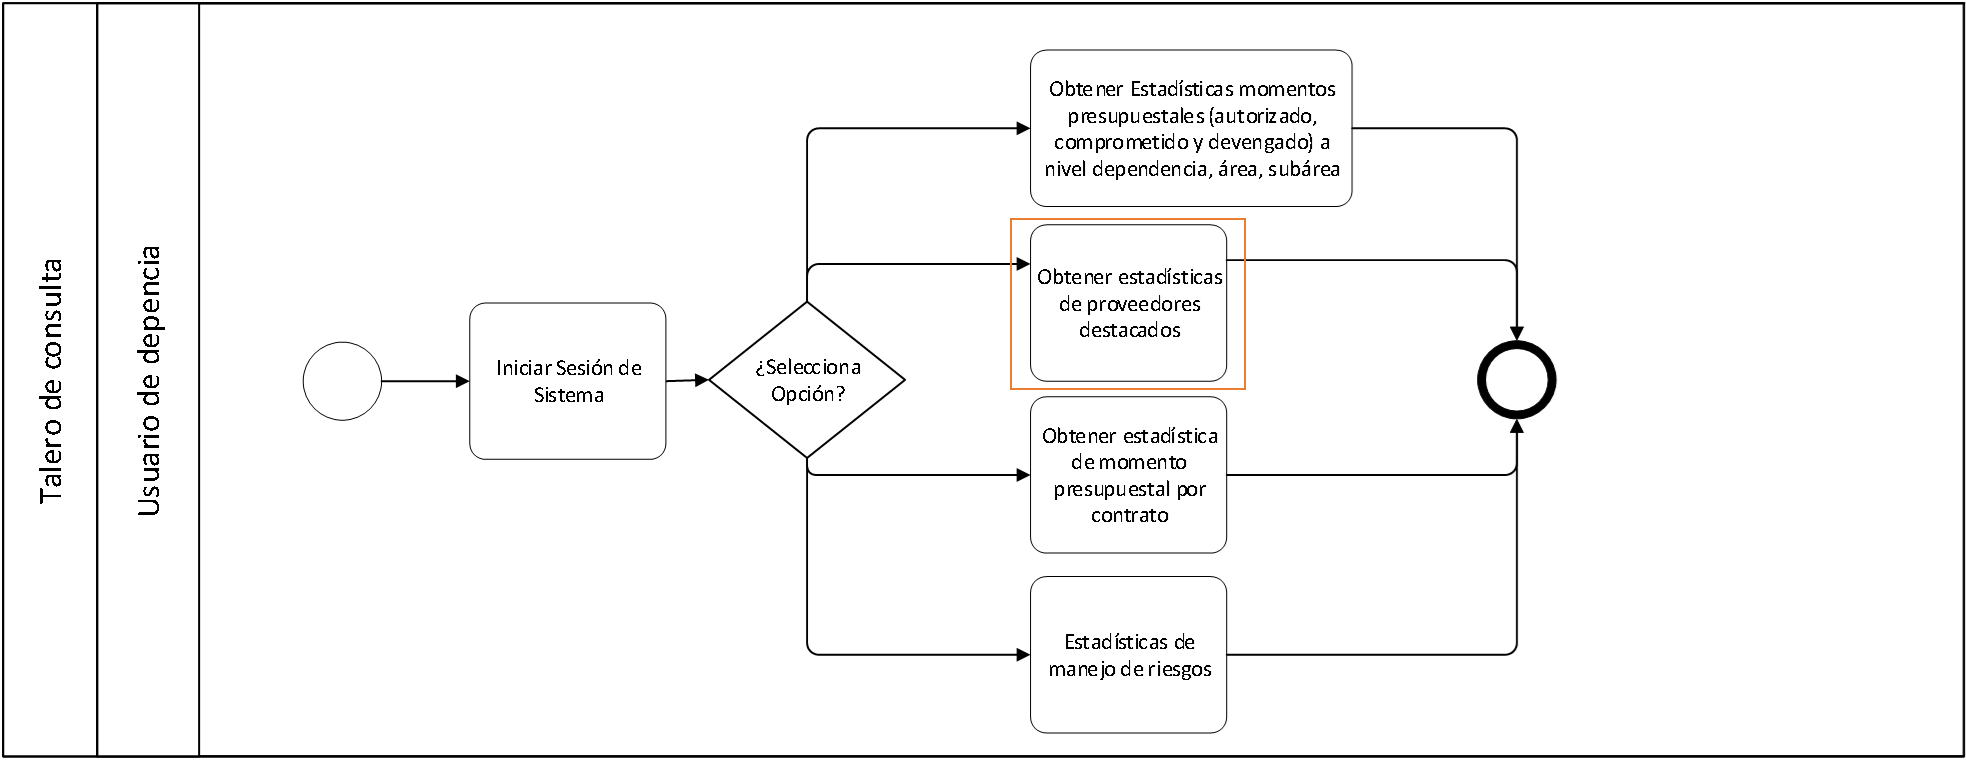 Talero de consulta
Usuario de depencia
Iniciar Sesión de
Sistema
¿Selecciona
Opción?
Obtener Estadísticas momentos
presupuestales (autorizado,
comprometido y devengado) a
nivel dependencia, área, subárea
Obtener estadísticas
de proveedores
destacados
Obtener estadística
de momento
presupuestal por
contrato
Estadísticas de
manejo de riesgos